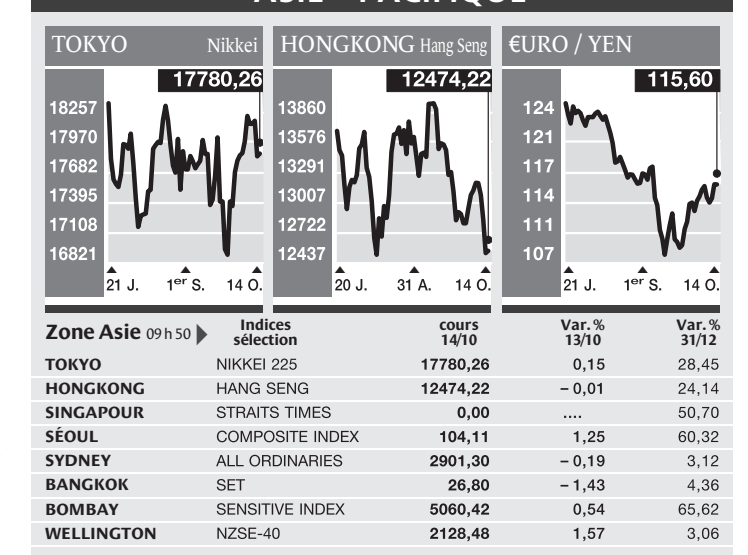 TOKYO Nikkei
17780,26
18257
17970
17682
17395
17108
16821
21 J. 1er S. 14 O.
HONGKONG Hang Seng
12474,22
13860
13576
13291
13007
12722
12437
20 J. 31 A. 14 O.
€URO / YEN
115,60
124
121
117
114
111
107
21 J. 1er S. 14 O.
Zone Asie 09 h 50 Indices sélection cours 14/10 Var. % 13/10 Var. % 31/12
TOKYO NIKKEI 225 17780,26 0,15 28,45
HONGKONG HANG SENG 12474,22 – 0,01 24,14
SINGAPOUR STRAITS TIMES 0,00 .... 50,70
SÉOUL COMPOSITE INDEX 104,11 1,25 60,32
SYDNEY ALL ORDINARIES 2901,30 – 0,19 3,12
BANGKOK SET 26,80 – 1,43 4,36
BOMBAY SENSITIVE INDEX 5060,42 0,54 65,62
WELLINGTON NZSE-40 2128,48 1,57 3,06